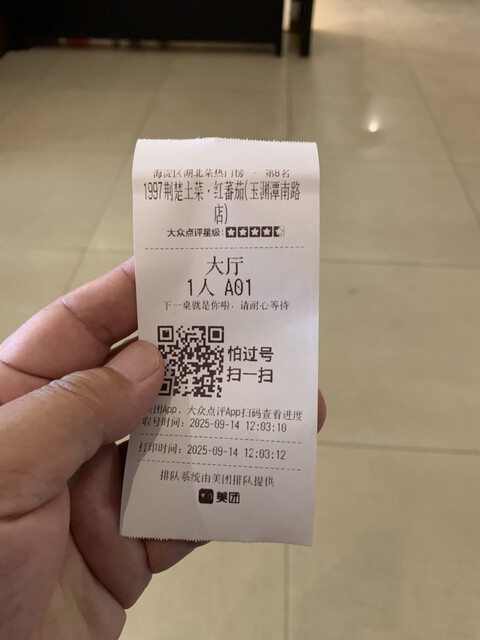 海淀区湖北菜热门榜 · 第8名
1997荆楚土菜·红蕃茄(玉渊潭南路
店)
大众点评星级:
大厅
1人 A01
下一桌就是你啦，请耐心等待
怕过号
扫一扫
美团App、大众点评App扫码查看进度
取号时间: 2025-09-14 12:03:10
打印时间: 2025-09-14 12:03:12
排队系统由美团排队提供
美团